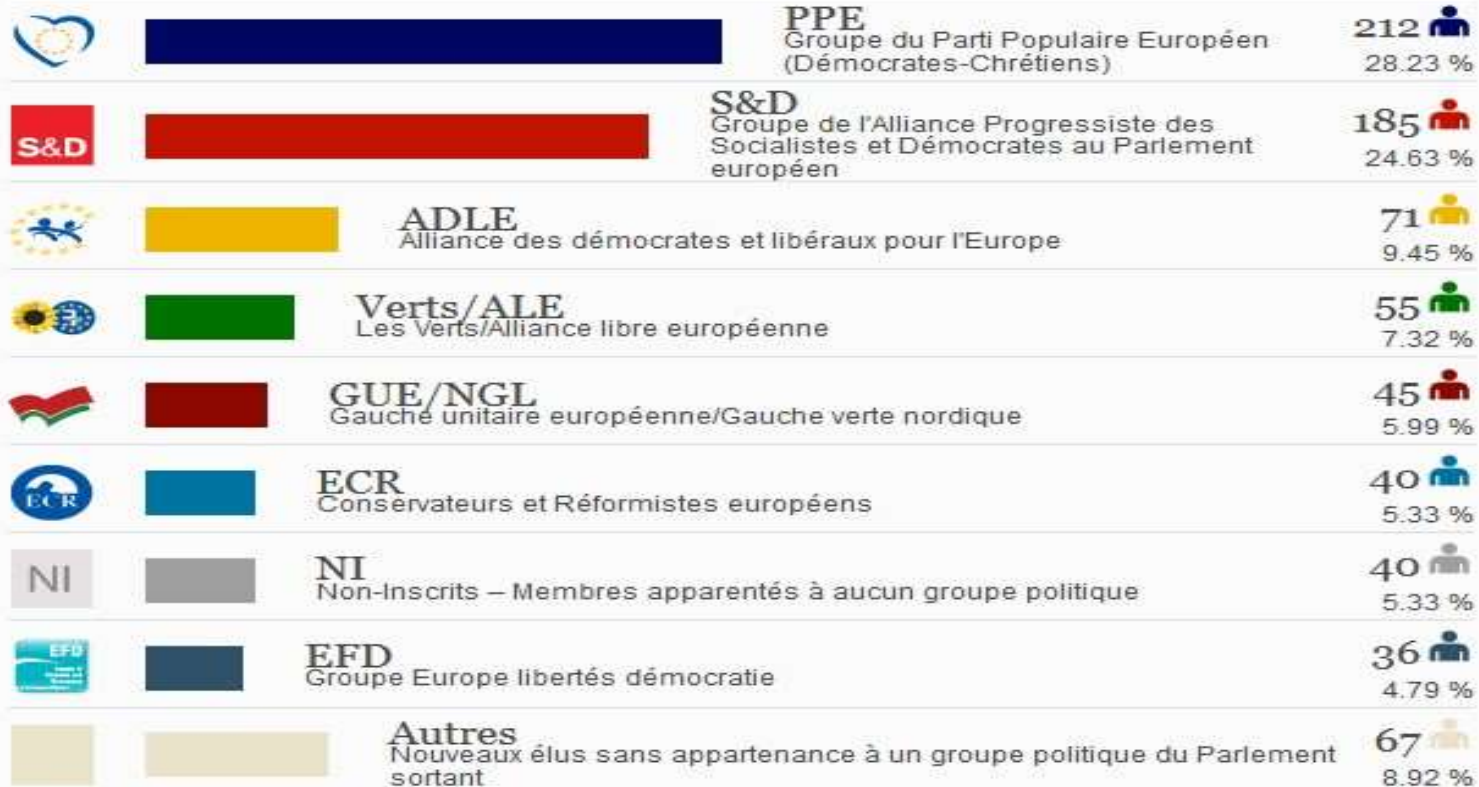 PPE
Groupe du Parti Populaire Européen
(Démocrates-Chrétiens)
212
28.23 %
S&D
S&D
Groupe de l'Alliance Progressiste des
Socialistes et Démocrates au Parlement
européen
185
24.63 %
ADLE
Alliance des démocrates et libéraux pour l'Europe
71
9.45 %
Verts/ALE
Les Verts/Alliance libre européenne
55
7.32 %
GUE/NGL
Gauche unitaire européenne/Gauche verte nordique
45
5.99 %
ECR
ECR
Conservateurs et Réformistes européens
40
5.33 %
NI
NI
Non-Inscrits – Membres apparentés à aucun groupe politique
40
5.33 %
EFD
EFD
Groupe Europe libertés démocratie
36
4.79 %
Autres
Nouveaux élus sans appartenance à un groupe politique du Parlement
sortant
67
8.92 %